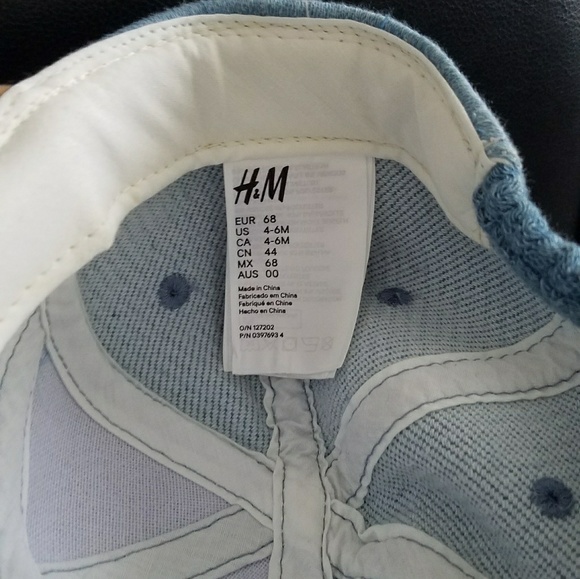 H&M
EUR 68
US 4-6M
CA 4-6M
CN 44
MX 68
AUS 00
Made in China
Fabricado em China
Fabriqué en Chine
Hecho en China
O/N 127202
P/N 0397693 4